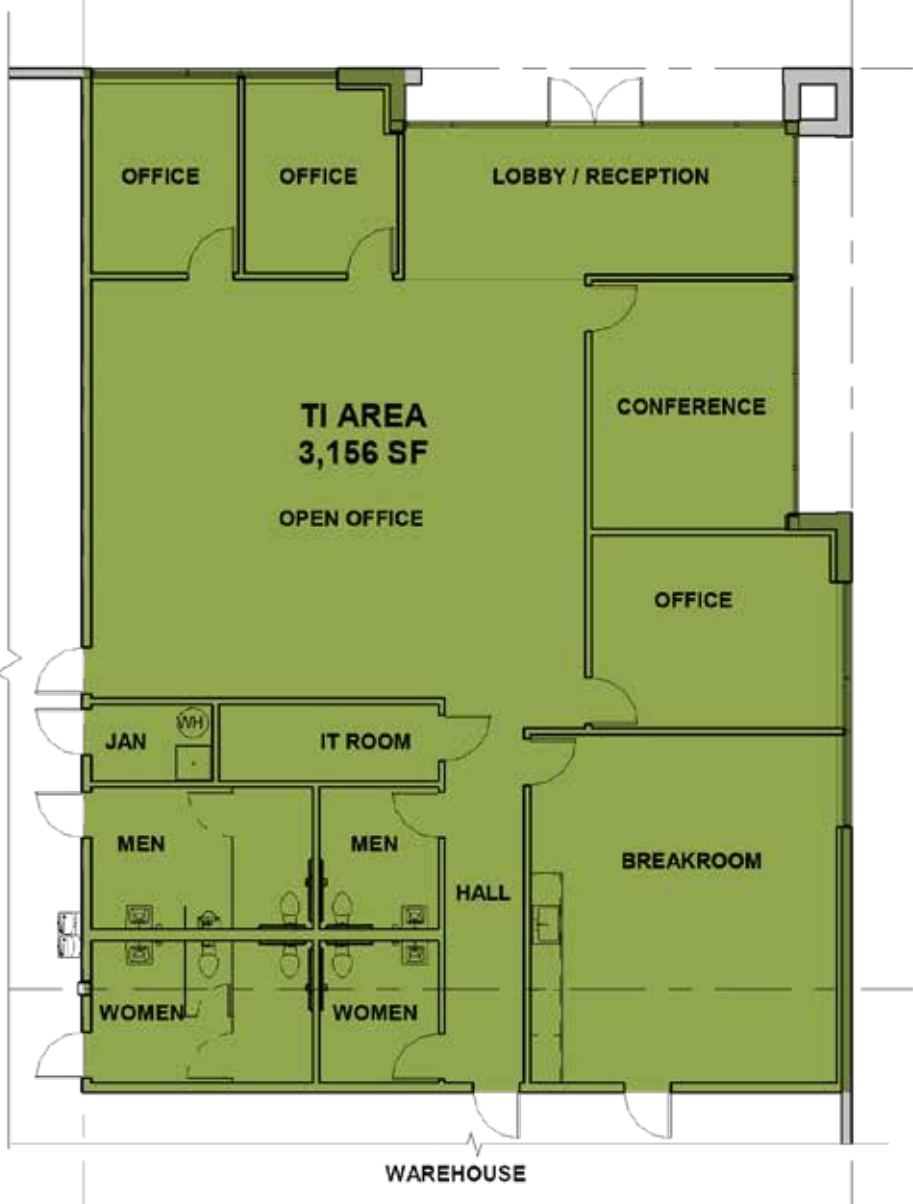 OFFICE
OFFICE
LOBBY / RECEPTION
CONFERENCE
TI AREA
3,156 SF
OPEN OFFICE
OFFICE
JAN
WH
IT ROOM
MEN
MEN
BREAKROOM
HALL
WOMEN
WOMEN
WAREHOUSE